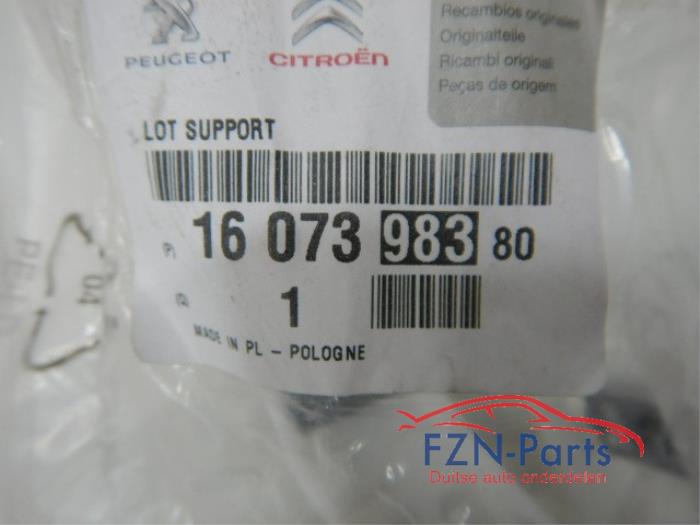 Recambios originales
Originalteile
Ricambi originali
Peças de origem
PEUGEOT
CITROËN
LOT SUPPORT
(P) 16 073 983 80
(Q) 1
MADE IN PL - POLOGNE
04
FZN-Parts
Duitse auto onderdelen